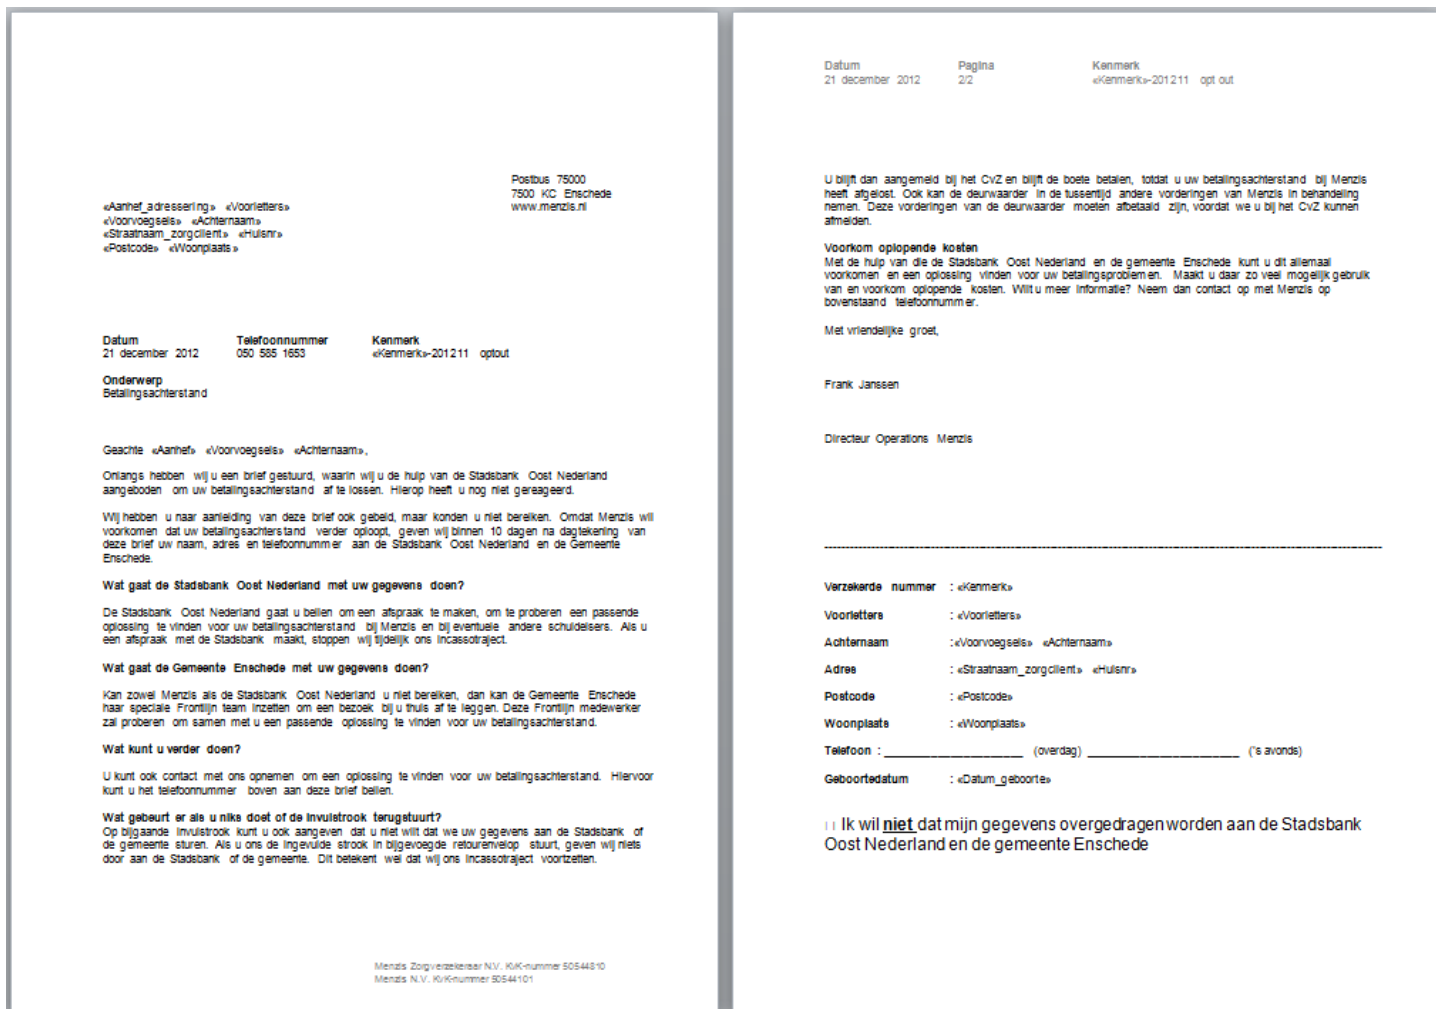 Postbus 75000
7500 KC Enschede
www.menzis.nl
«Aanhef_adressering» «Voorletters»
«Voorvoegsels» «Achternaam»
«Straatnaam_zorgclient» «Huisnr»
«Postcode» «Woonplaats»
Datum Telefoonnummer Kenmerk
21 december 2012 050 585 1653 «Kenmerk»-201211 optout
Onderwerp
Betalingsachterstand
Geachte «Aanhef» «Voorvoegsels» «Achternaam»,
Onlangs hebben wij u een brief gestuurd, waarin wij u de hulp van de Stadsbank Oost Nederland
aangeboden om uw betalingsachterstand af te lossen. Hierop heeft u nog niet gereageerd.
Wij hebben u naar aanleiding van deze brief ook gebeld, maar konden u niet bereiken. Omdat Menzis wil
voorkomen dat uw betalingsachterstand verder oploopt, geven wij binnen 10 dagen na dagtekening van
deze brief uw naam, adres en telefoonnummer aan de Stadsbank Oost Nederland en de Gemeente
Enschede.
Wat gaat de Stadsbank Oost Nederland met uw gegevens doen?
De Stadsbank Oost Nederland gaat u bellen om een afspraak te maken, om te proberen een passende
oplossing te vinden voor uw betalingsachterstand bij Menzis en bij eventuele andere schuldeisers. Als u
een afspraak met de Stadsbank maakt, stoppen wij tijdelijk ons incassotraject.
Wat gaat de Gemeente Enschede met uw gegevens doen?
Kan zowel Menzis als de Stadsbank Oost Nederland u niet bereiken, dan kan de Gemeente Enschede
haar speciale Frontlijn team inzetten om een bezoek bij u thuis af te leggen. Deze Frontlijn medewerker
zal proberen om samen met u een passende oplossing te vinden voor uw betalingsachterstand.
Wat kunt u verder doen?
U kunt ook contact met ons opnemen om een oplossing te vinden voor uw betalingsachterstand. Hiervoor
kunt u het telefoonnummer boven aan deze brief bellen.
Wat gebeurt er als u niks doet of de invulstrook terugstuurt?
Op bijgaande invulstrook kunt u ook aangeven dat u niet wilt dat we uw gegevens aan de Stadsbank of
de gemeente sturen. Als u ons de ingevulde strook in bijgevoegde retourenvelop stuurt, geven wij niets
door aan de Stadsbank of de gemeente. Dit betekent wel dat wij ons incassotraject voortzetten.
Menzis Zorgverzekeraar N.V. KvK-nummer 50544810
Menzis N.V. KvK-nummer 50544101
Datum Pagina Kenmerk
21 december 2012 2/2 «Kenmerk»-201211 opt out
U blijft dan aangemeld bij het CvZ en blijft de boete betalen, totdat u uw betalingsachterstand bij Menzis
heeft afgelost. Ook kan de deurwaarder in de tussentijd andere vorderingen van Menzis in behandeling
nemen. Deze vorderingen van de deurwaarder moeten afbetaald zijn, voordat we u bij het CvZ kunnen
afmelden.
Voorkom oplopende kosten
Met de hulp van die de Stadsbank Oost Nederland en de gemeente Enschede kunt u dit allemaal
voorkomen en een oplossing vinden voor uw betalingsproblemen. Maakt u daar zo veel mogelijk gebruik
van en voorkom oplopende kosten. Wilt u meer informatie? Neem dan contact op met Menzis op
bovenstaand telefoonnummer.
Met vriendelijke groet,
Frank Janssen
Directeur Operations Menzis
Verzekerde nummer : «Kenmerk»
Voorletters : «Voorletters»
Achternaam :«Voorvoegsels» «Achternaam»
Adres : «Straatnaam_zorgclient» «Huisnr»
Postcode : «Postcode»
Woonplaats : «Woonplaats»
Telefoon : ____________________ (overdag) ______________________ ('s avonds)
Geboortedatum : «Datum_geboorte»
Ik wil niet dat mijn gegevens overgedragen worden aan de Stadsbank
Oost Nederland en de gemeente Enschede